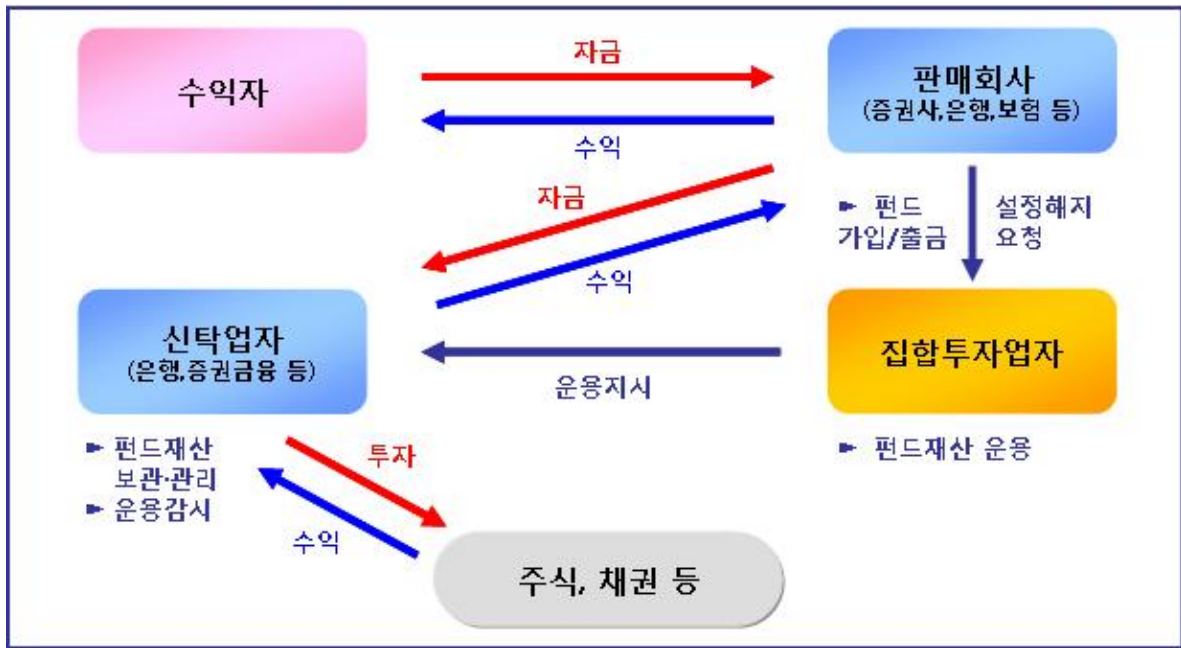 자금
수익자
판매회사
(증권사,은행,보험 등)
수익
자금
► 펀드
가입/출금
설정해지
요청
수익
신탁업자
(은행,증권금융 등)
집합투자업자
운용지시
► 펀드재산
보관·관리
► 운용감시
투자
► 펀드재산 운용
수익
주식, 채권 등